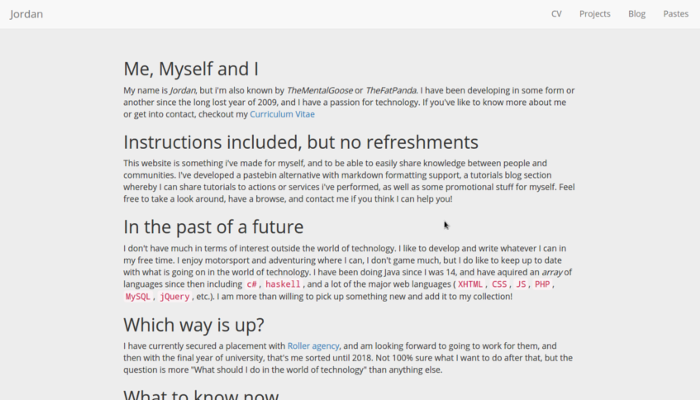 Jordan
CV Projects Blog Pastes
Me, Myself and I
My name is Jordan, but i'm also known by TheMentalGoose or TheFatPanda. I have been developing in some form or
another since the long lost year of 2009, and I have a passion for technology. If you've like to know more about me
or get into contact, checkout my Curriculum Vitae
Instructions included, but no refreshments
This website is something i've made for myself, and to be able to easily share knowledge between people and
communities. I've developed a pastebin alternative with markdown formatting support, a tutorials blog section
whereby I can share tutorials to actions or services i've performed, as well as some promotional stuff for myself. Feel
free to take a look around, have a browse, and contact me if you think I can help you!
In the past of a future
I don't have much in terms of interest outside the world of technology. I like to develop and write whatever I can in
my free time. I enjoy motorsport and adventuring where I can, I don't game much, but I do like to keep up to date
with what is going on in the world of technology. I have been doing Java since I was 14, and have aquired an array of
languages since then including c# , haskell , and a lot of the major web languages ( XHTML , CSS , JS , PHP ,
MySQL , jQuery , etc.). I am more than willing to pick up something new and add it to my collection!
Which way is up?
I have currently secured a placement with Roller agency, and am looking forward to going to work for them, and
then with the final year of university, that's me sorted until 2018. Not 100% sure what I want to do after that, but the
question is more "What should I do in the world of technology" than anything else.
What to know now